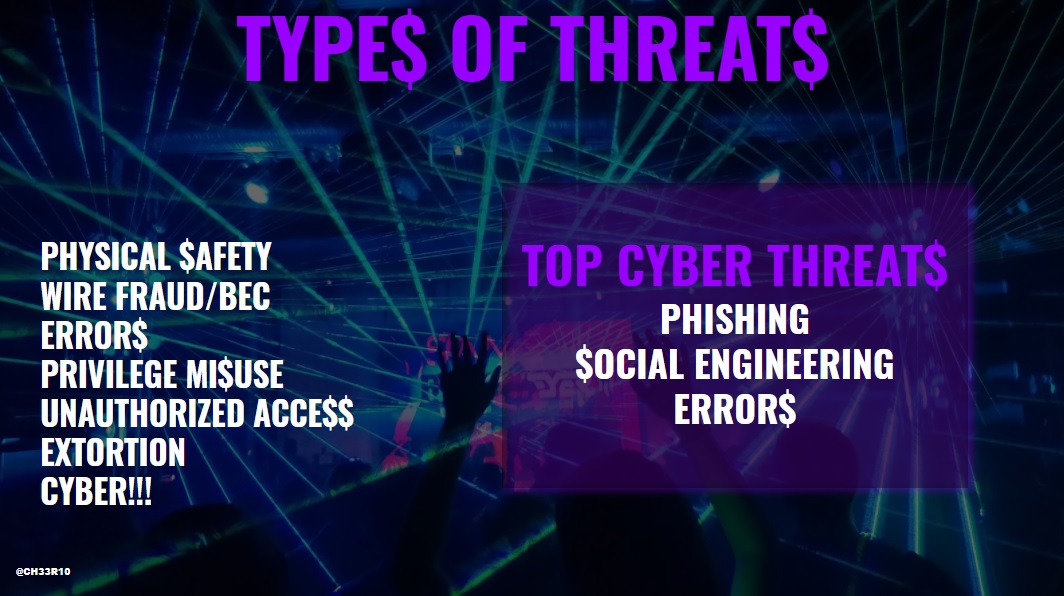 TYPE$ OF THREAT$
PHYSICAL $AFETY
WIRE FRAUD/BEC
ERROR$
PRIVILEGE MI$USE
UNAUTHORIZED ACCE$$
EXTORTION
CYBER!!!
TOP CYBER THREAT$
PHISHING
$OCIAL ENGINEERING
ERROR$
@CH33R10